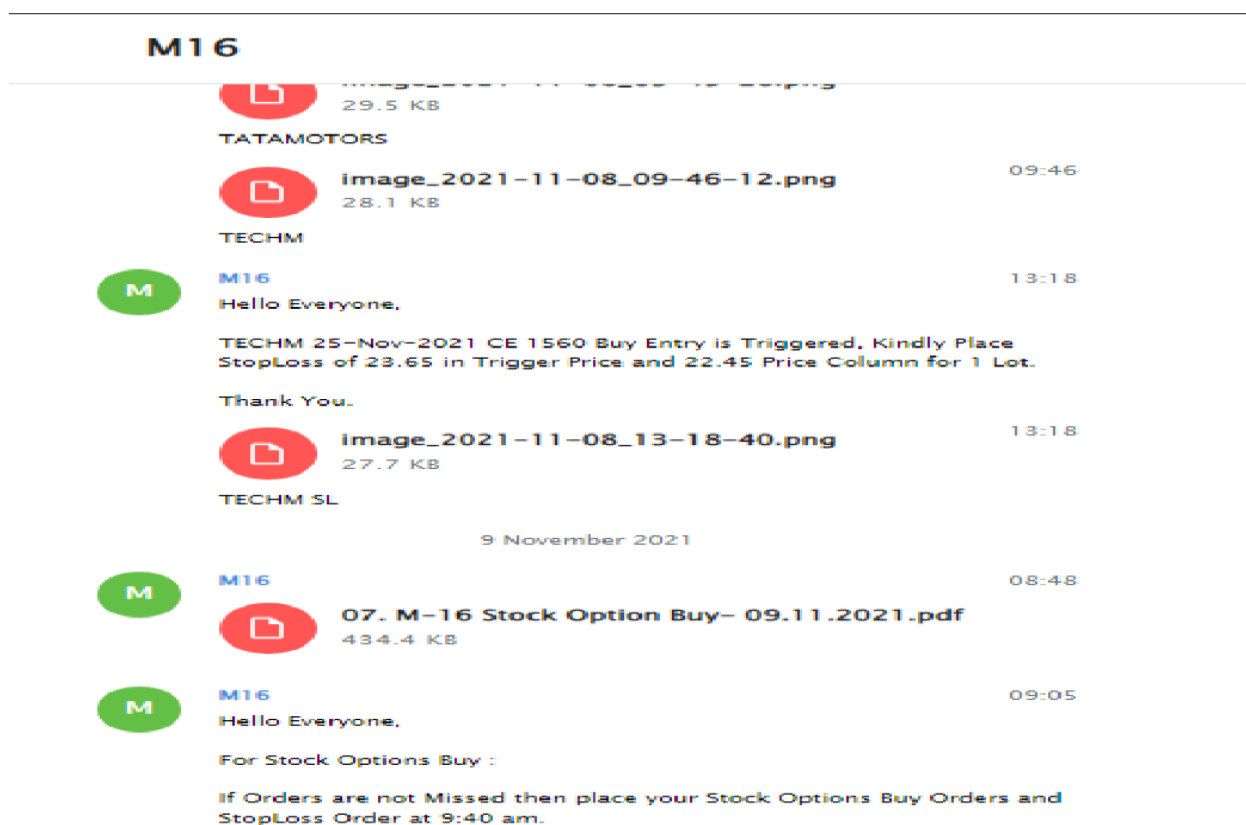 M16
29.5 KB
TATAMOTORS
image_2021-11-08_09-46-12.png
09:46
28.1 KB
TECHM
M
M16
13:18
Hello Everyone,
TECHM 25-Nov-2021 CE 1560 Buy Entry is Triggered, Kindly Place
StopLoss of 23.65 in Trigger Price and 22.45 Price Column for 1 Lot.
Thank You.
image_2021-11-08_13-18-40.png
13:18
27.7 KB
TECHM SL
9 November 2021
M
M16
08:48
07. M-16 Stock Option Buy- 09.11.2021.pdf
434.4 KB
M
M16
09:05
Hello Everyone,
For Stock Options Buy :
If Orders are not Missed then place your Stock Options Buy Orders and
StopLoss Order at 9:40 am.